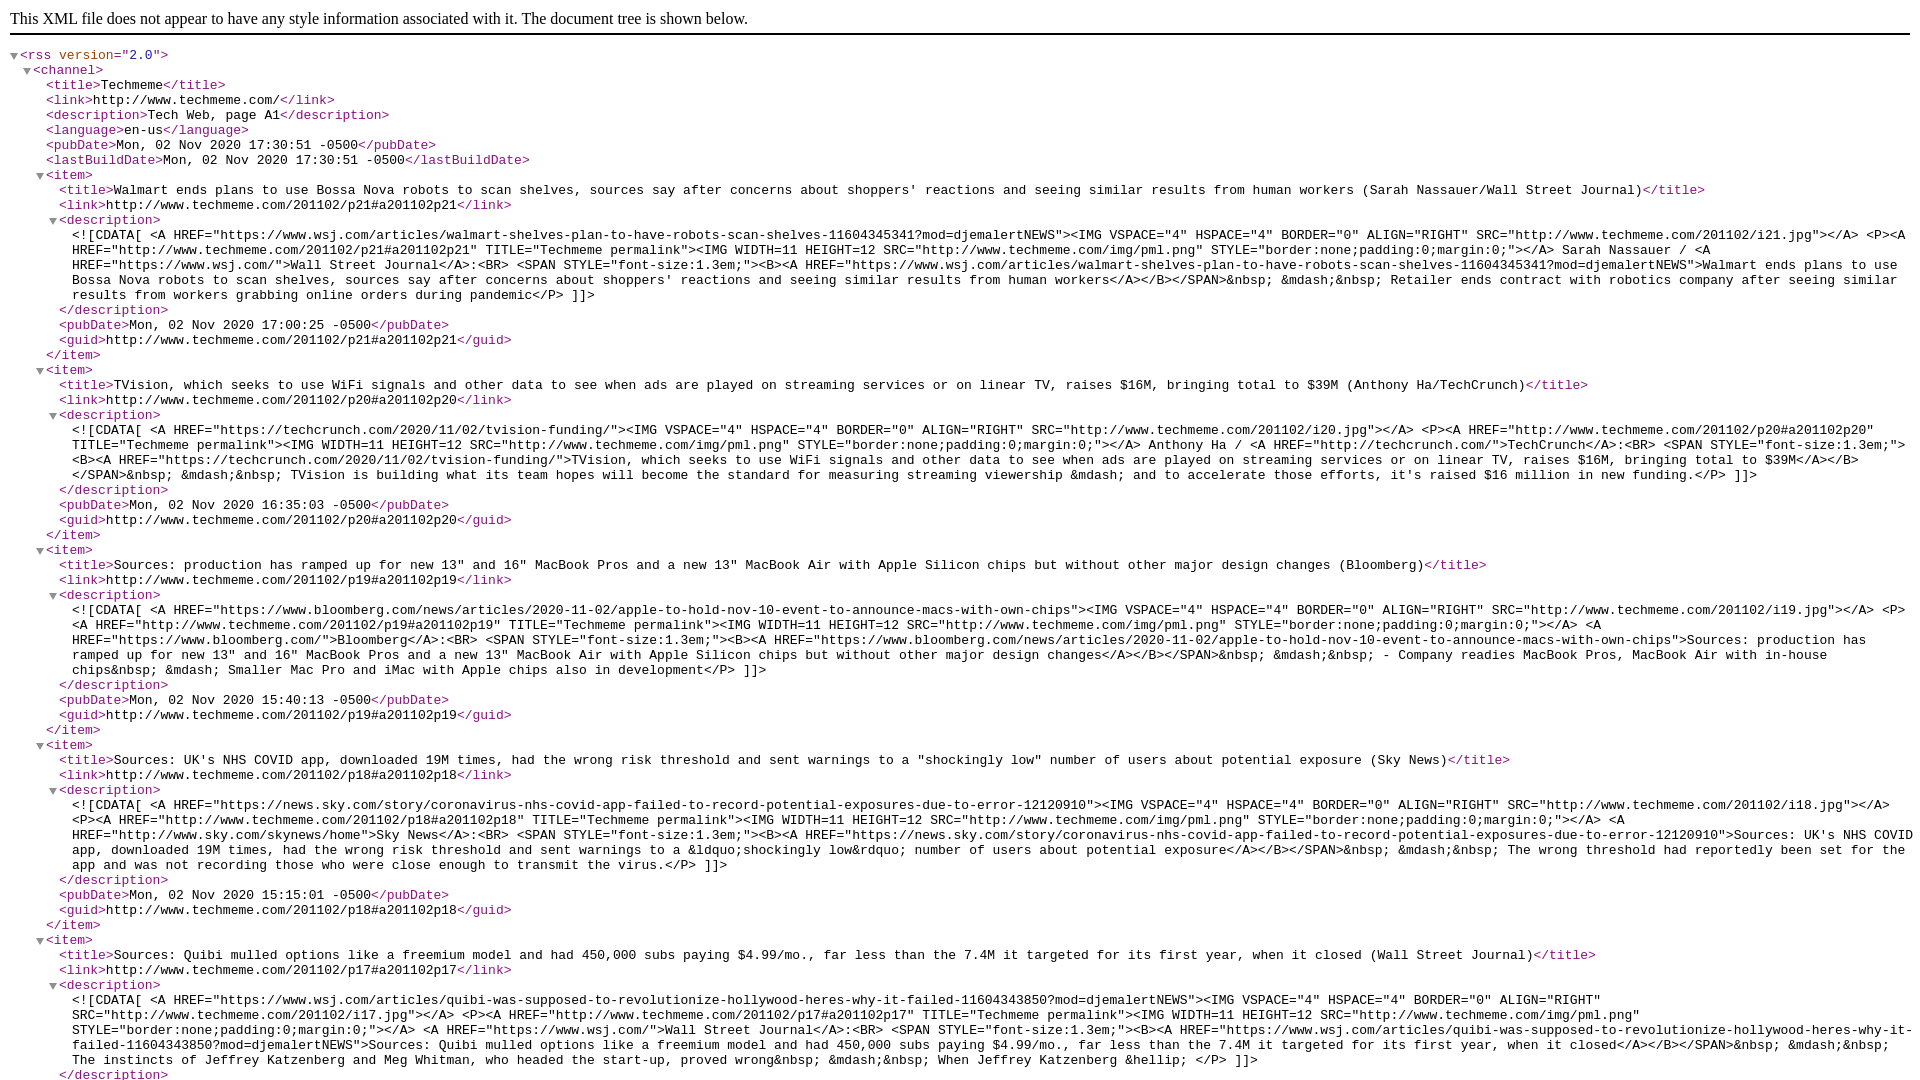 This XML file does not appear to have any style information associated with it. The document tree is shown below.
<rss version="2.0">
<channel>
<title>Techmeme</title>
<link>http://www.techmeme.com/</link>
<description>Tech Web, page A1</description>
<language>en-us</language>
<pubDate>Mon, 02 Nov 2020 17:30:51 -0500</pubDate>
<lastBuildDate>Mon, 02 Nov 2020 17:30:51 -0500</lastBuildDate>
<item>
<title>Walmart ends plans to use Bossa Nova robots to scan shelves, sources say after concerns about shoppers' reactions and seeing similar results from human workers (Sarah Nassauer/Wall Street Journal)</title>
<link>http://www.techmeme.com/201102/p21#a201102p21</link>
<description>
<![CDATA[ <A HREF="https://www.wsj.com/articles/walmart-shelves-plan-to-have-robots-scan-shelves-11604345341?mod=djemalertNEWS"><IMG VSPACE="4" HSPACE="4" BORDER="0" ALIGN="RIGHT" SRC="http://www.techmeme.com/201102/i21.jpg"></A> <P><A
HREF="http://www.techmeme.com/201102/p21#a201102p21" TITLE="Techmeme permalink"><IMG WIDTH=11 HEIGHT=12 SRC="http://www.techmeme.com/img/pml.png" STYLE="border:none;padding:0;margin:0;"></A> Sarah Nassauer / <A
HREF="https://www.wsj.com/">Wall Street Journal</A>:<BR> <SPAN STYLE="font-size:1.3em;"><B><A HREF="https://www.wsj.com/articles/walmart-shelves-plan-to-have-robots-scan-shelves-11604345341?mod=djemalertNEWS">Walmart ends plans to use
Bossa Nova robots to scan shelves, sources say after concerns about shoppers' reactions and seeing similar results from human workers</A></B></SPAN>&nbsp; &mdash;&nbsp; Retailer ends contract with robotics company after seeing similar
results from workers grabbing online orders during pandemic</P> ]]>
</description>
<pubDate>Mon, 02 Nov 2020 17:00:25 -0500</pubDate>
<guid>http://www.techmeme.com/201102/p21#a201102p21</guid>
</item>
<item>
<title>TVision, which seeks to use WiFi signals and other data to see when ads are played on streaming services or on linear TV, raises $16M, bringing total to $39M (Anthony Ha/TechCrunch)</title>
<link>http://www.techmeme.com/201102/p20#a201102p20</link>
<description>
<![CDATA[ <A HREF="https://techcrunch.com/2020/11/02/tvision-funding/"><IMG VSPACE="4" HSPACE="4" BORDER="0" ALIGN="RIGHT" SRC="http://www.techmeme.com/201102/i20.jpg"></A> <P><A HREF="http://www.techmeme.com/201102/p20#a201102p20"
TITLE="Techmeme permalink"><IMG WIDTH=11 HEIGHT=12 SRC="http://www.techmeme.com/img/pml.png" STYLE="border:none;padding:0;margin:0;"></A> Anthony Ha / <A HREF="http://techcrunch.com/">TechCrunch</A>:<BR> <SPAN STYLE="font-size:1.3em;">
<B><A HREF="https://techcrunch.com/2020/11/02/tvision-funding/">TVision, which seeks to use WiFi signals and other data to see when ads are played on streaming services or on linear TV, raises $16M, bringing total to $39M</A></B>
</SPAN>&nbsp; &mdash;&nbsp; TVision is building what its team hopes will become the standard for measuring streaming viewership &mdash; and to accelerate those efforts, it's raised $16 million in new funding.</P> ]]>
</description>
<pubDate>Mon, 02 Nov 2020 16:35:03 -0500</pubDate>
<guid>http://www.techmeme.com/201102/p20#a201102p20</guid>
</item>
<item>
<title>Sources: production has ramped up for new 13" and 16" MacBook Pros and a new 13" MacBook Air with Apple Silicon chips but without other major design changes (Bloomberg)</title>
<link>http://www.techmeme.com/201102/p19#a201102p19</link>
<description>
<![CDATA[ <A HREF="https://www.bloomberg.com/news/articles/2020-11-02/apple-to-hold-nov-10-event-to-announce-macs-with-own-chips"><IMG VSPACE="4" HSPACE="4" BORDER="0" ALIGN="RIGHT" SRC="http://www.techmeme.com/201102/i19.jpg"></A> <P>
<A HREF="http://www.techmeme.com/201102/p19#a201102p19" TITLE="Techmeme permalink"><IMG WIDTH=11 HEIGHT=12 SRC="http://www.techmeme.com/img/pml.png" STYLE="border:none;padding:0;margin:0;"></A> <A
HREF="https://www.bloomberg.com/">Bloomberg</A>:<BR> <SPAN STYLE="font-size:1.3em;"><B><A HREF="https://www.bloomberg.com/news/articles/2020-11-02/apple-to-hold-nov-10-event-to-announce-macs-with-own-chips">Sources: production has
ramped up for new 13" and 16" MacBook Pros and a new 13" MacBook Air with Apple Silicon chips but without other major design changes</A></B></SPAN>&nbsp; &mdash;&nbsp; - Company readies MacBook Pros, MacBook Air with in-house
chips&nbsp; &mdash; Smaller Mac Pro and iMac with Apple chips also in development</P> ]]>
</description>
<pubDate>Mon, 02 Nov 2020 15:40:13 -0500</pubDate>
<guid>http://www.techmeme.com/201102/p19#a201102p19</guid>
</item>
<item>
<title>Sources: UK's NHS COVID app, downloaded 19M times, had the wrong risk threshold and sent warnings to a "shockingly low" number of users about potential exposure (Sky News)</title>
<link>http://www.techmeme.com/201102/p18#a201102p18</link>
<description>
<![CDATA[ <A HREF="https://news.sky.com/story/coronavirus-nhs-covid-app-failed-to-record-potential-exposures-due-to-error-12120910"><IMG VSPACE="4" HSPACE="4" BORDER="0" ALIGN="RIGHT" SRC="http://www.techmeme.com/201102/i18.jpg"></A>
<P><A HREF="http://www.techmeme.com/201102/p18#a201102p18" TITLE="Techmeme permalink"><IMG WIDTH=11 HEIGHT=12 SRC="http://www.techmeme.com/img/pml.png" STYLE="border:none;padding:0;margin:0;"></A> <A
HREF="http://www.sky.com/skynews/home">Sky News</A>:<BR> <SPAN STYLE="font-size:1.3em;"><B><A HREF="https://news.sky.com/story/coronavirus-nhs-covid-app-failed-to-record-potential-exposures-due-to-error-12120910">Sources: UK's NHS COVID
app, downloaded 19M times, had the wrong risk threshold and sent warnings to a &ldquo;shockingly low&rdquo; number of users about potential exposure</A></B></SPAN>&nbsp; &mdash;&nbsp; The wrong threshold had reportedly been set for the
app and was not recording those who were close enough to transmit the virus.</P> ]]>
</description>
<pubDate>Mon, 02 Nov 2020 15:15:01 -0500</pubDate>
<guid>http://www.techmeme.com/201102/p18#a201102p18</guid>
</item>
<item>
<title>Sources: Quibi mulled options like a freemium model and had 450,000 subs paying $4.99/mo., far less than the 7.4M it targeted for its first year, when it closed (Wall Street Journal)</title>
<link>http://www.techmeme.com/201102/p17#a201102p17</link>
<description>
<![CDATA[ <A HREF="https://www.wsj.com/articles/quibi-was-supposed-to-revolutionize-hollywood-heres-why-it-failed-11604343850?mod=djemalertNEWS"><IMG VSPACE="4" HSPACE="4" BORDER="0" ALIGN="RIGHT"
SRC="http://www.techmeme.com/201102/i17.jpg"></A> <P><A HREF="http://www.techmeme.com/201102/p17#a201102p17" TITLE="Techmeme permalink"><IMG WIDTH=11 HEIGHT=12 SRC="http://www.techmeme.com/img/pml.png"
STYLE="border:none;padding:0;margin:0;"></A> <A HREF="https://www.wsj.com/">Wall Street Journal</A>:<BR> <SPAN STYLE="font-size:1.3em;"><B><A HREF="https://www.wsj.com/articles/quibi-was-supposed-to-revolutionize-hollywood-heres-why-it-
failed-11604343850?mod=djemalertNEWS">Sources: Quibi mulled options like a freemium model and had 450,000 subs paying $4.99/mo., far less than the 7.4M it targeted for its first year, when it closed</A></B></SPAN>&nbsp; &mdash;&nbsp;
The instincts of Jeffrey Katzenberg and Meg Whitman, who headed the start-up, proved wrong&nbsp; &mdash;&nbsp; When Jeffrey Katzenberg &hellip; </P> ]]>
</description>